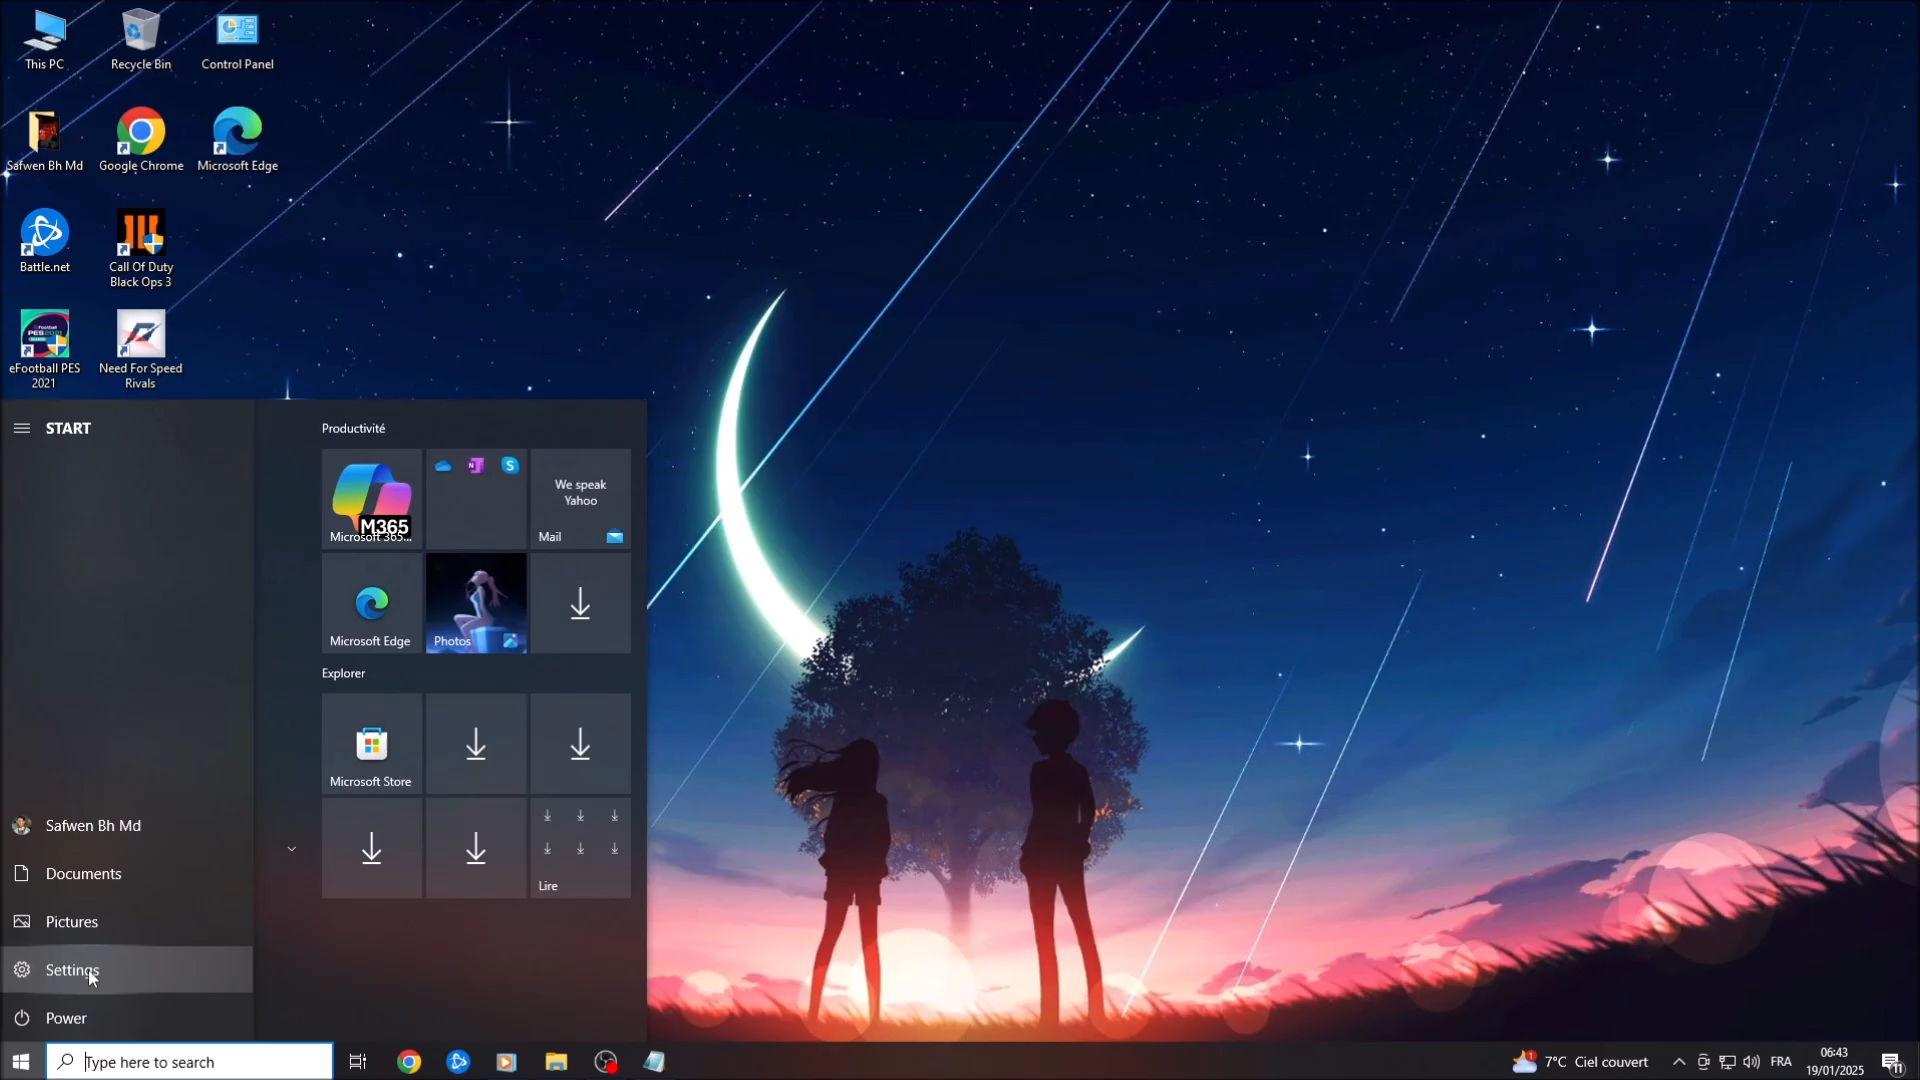 This PC
Recycle Bin
Control Panel
Safwen Bh Md
Google Chrome
Microsoft Edge
Battle.net
Call Of Duty
Black Ops 3
eFootball PES
2021
Need For Speed
Rivals
START
Productivité
M365
Microsoft 365...
We speak
Yahoo
Mail
Microsoft Edge
Photos
Explorer
Microsoft Store
Lire
Safwen Bh Md
Documents
Pictures
Settings
Power
Type here to search
7°C Ciel couvert
FRA
06:43
19/01/2025
11